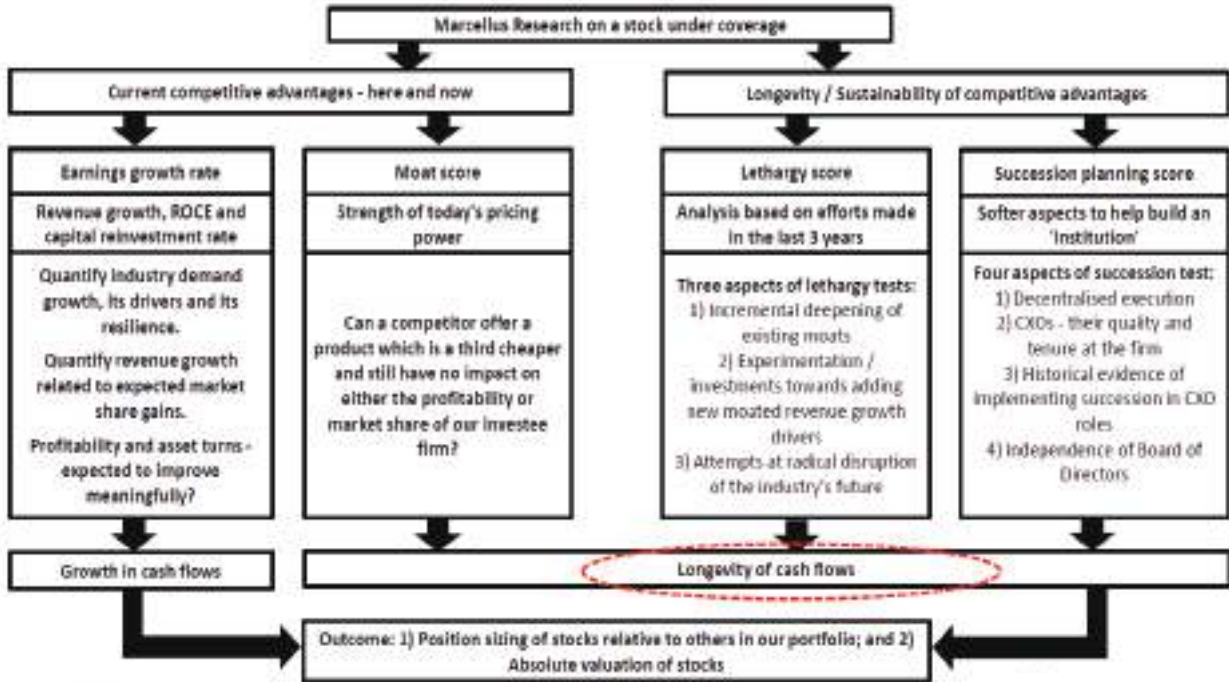 Marcellus Research on a stock under coverage
Current competitive advantages - here and now
Longevity / Sustainability of competitive advantages
Earnings growth rate
Revenue growth, ROCE and
capital reinvestment rate
Quantify industry demand
growth, its drivers and its
resilience.
Quantify revenue growth
related to expected market
share gains.
Profitability and asset turns -
expected to improve
meaningfully?
Moat score
Strength of today's pricing
power
Can a competitor offer a
product which is a third cheaper
and still have no impact on
either the profitability or
market share of our investee
firm?
Lethargy score
Analysis based on efforts made
in the last 3 years
Three aspects of lethargy tests:
1) Incremental deepening of
existing moats
2) Experimentation /
investments towards adding
new moated revenue growth
drivers
3) Attempts at radical disruption
of the industry's future
Succession planning score
Softer aspects to help build an
'Institution'
Four aspects of succession test:
1) Decentralised execution
2) CXOs - their quality and
tenure at the firm
3) Historical evidence of
implementing succession in CXO
roles
4) Independence of Board of
Directors
Growth in cash flows
Longevity of cash flows
Outcome: 1) Position sizing of stocks relative to others in our portfolio; and 2)
Absolute valuation of stocks